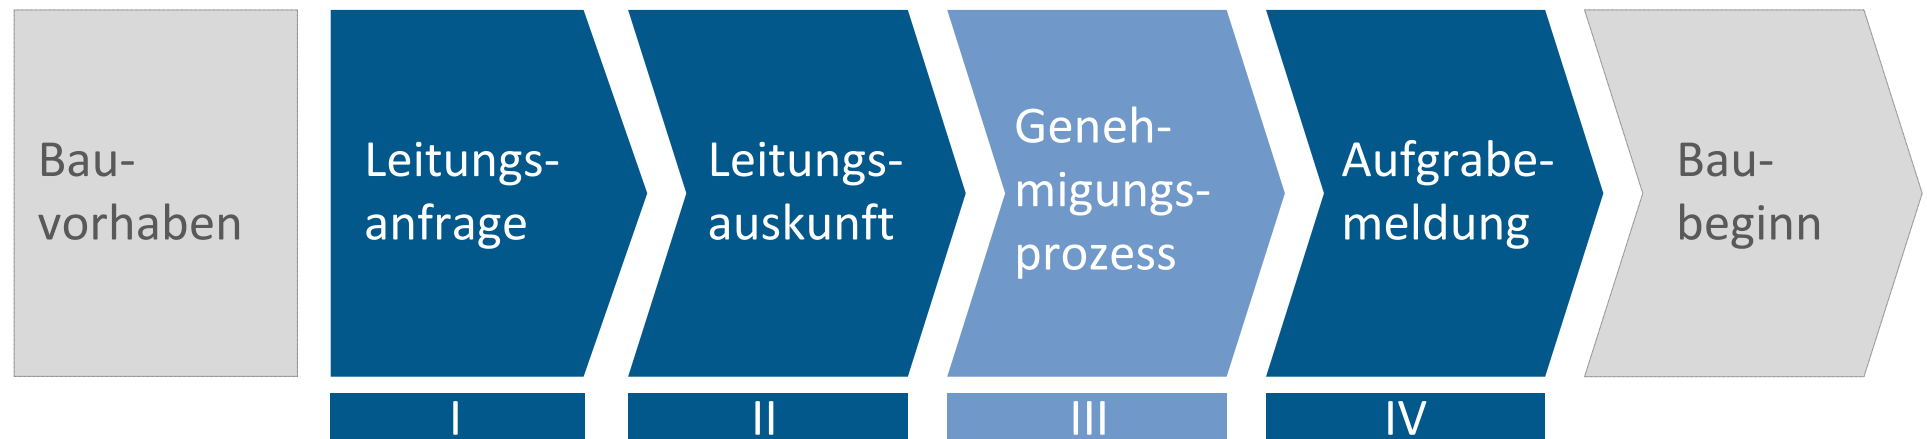 Bau-
vorhaben
Leitungs-
anfrage
Leitungs-
auskunft
Geneh-
migungs-
prozess
Aufgrabe-
meldung
Bau-
beginn
I
II
III
IV